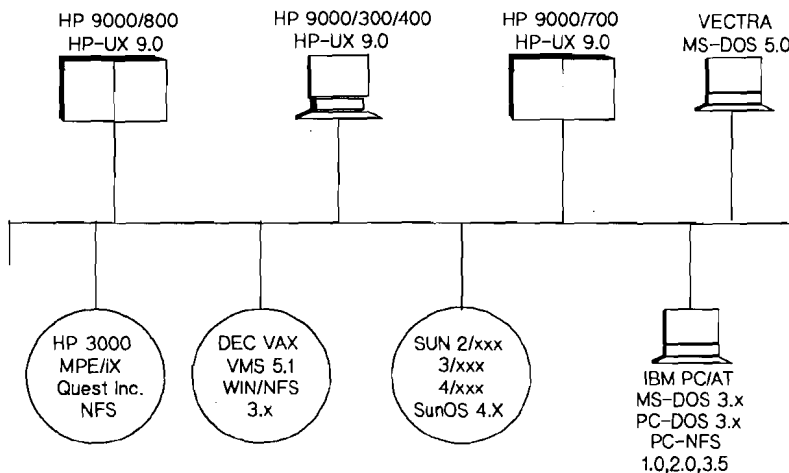 HP 9000/800
HP-UX 9.0
HP 9000/300/400
HP-UX 9.0
HP 9000/700
HP-UX 9.0
VECTRA
MS-DOS 5.0
HP 3000
MPE/iX
Quest Inc.
NFS
DEC VAX
VMS 5.1
WIN/NFS
3.x
SUN 2/xxx
3/xxx
4/xxx
SunOS 4.X
IBM PC/AT
MS-DOS 3.x
PC-DOS 3.x
PC-NFS
1.0,2.0,3.5